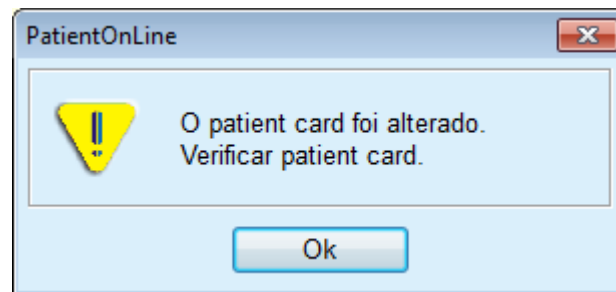 PatientOnLine
O patient card foi alterado.
Verificar patient card.
Ok